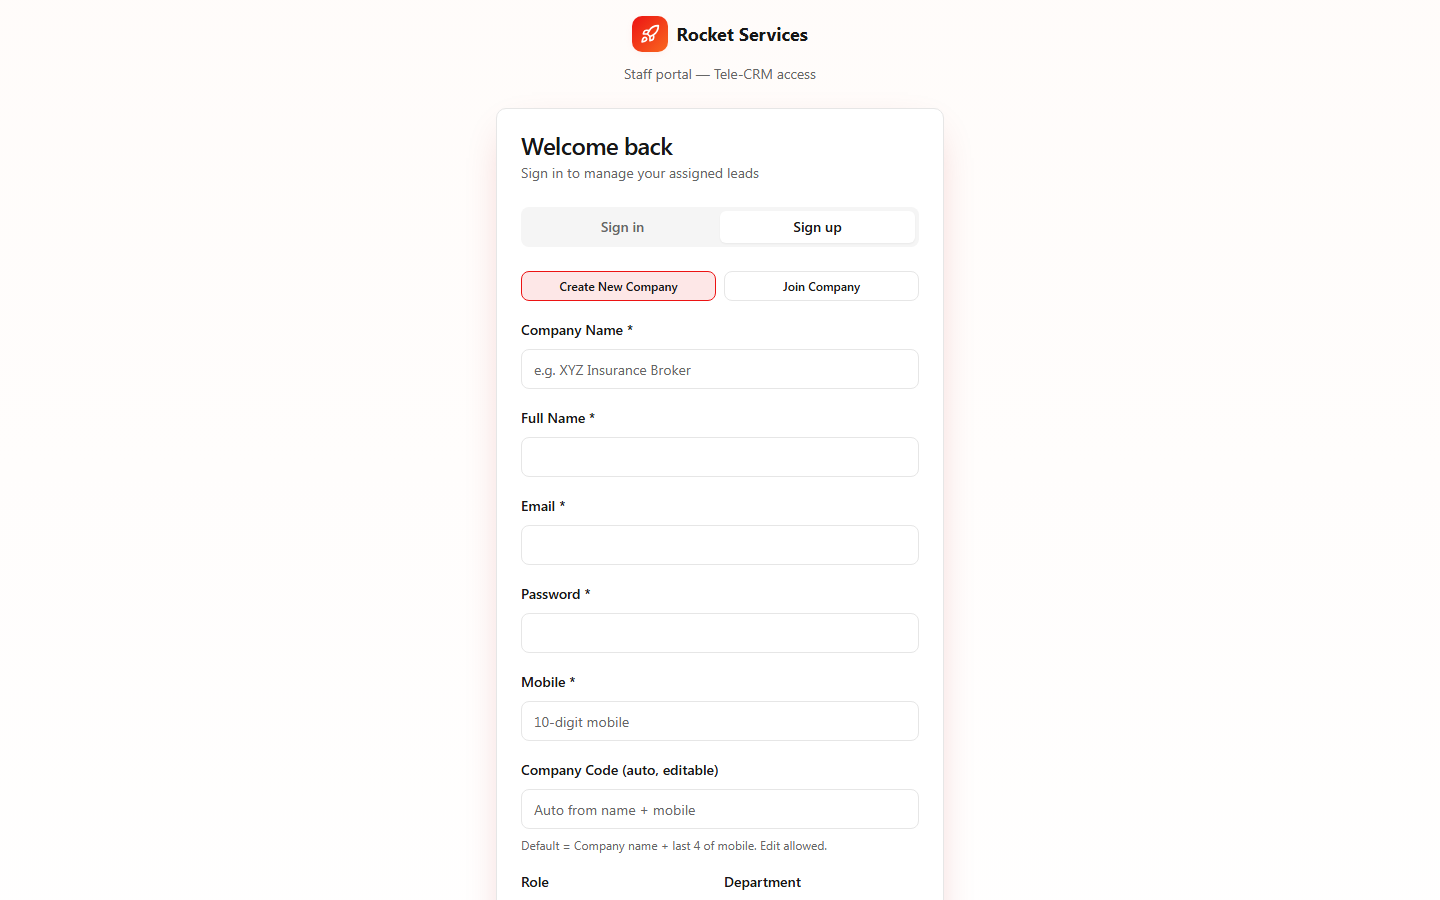 Rocket Services
Staff portal — Tele-CRM access
Welcome back
Sign in to manage your assigned leads
Sign in
Sign up
Create New Company
Join Company
Company Name *
e.g. XYZ Insurance Broker
Full Name *
Email *
Password *
Mobile *
10-digit mobile
Company Code (auto, editable)
Auto from name + mobile
Default = Company name + last 4 of mobile. Edit allowed.
Role
Department